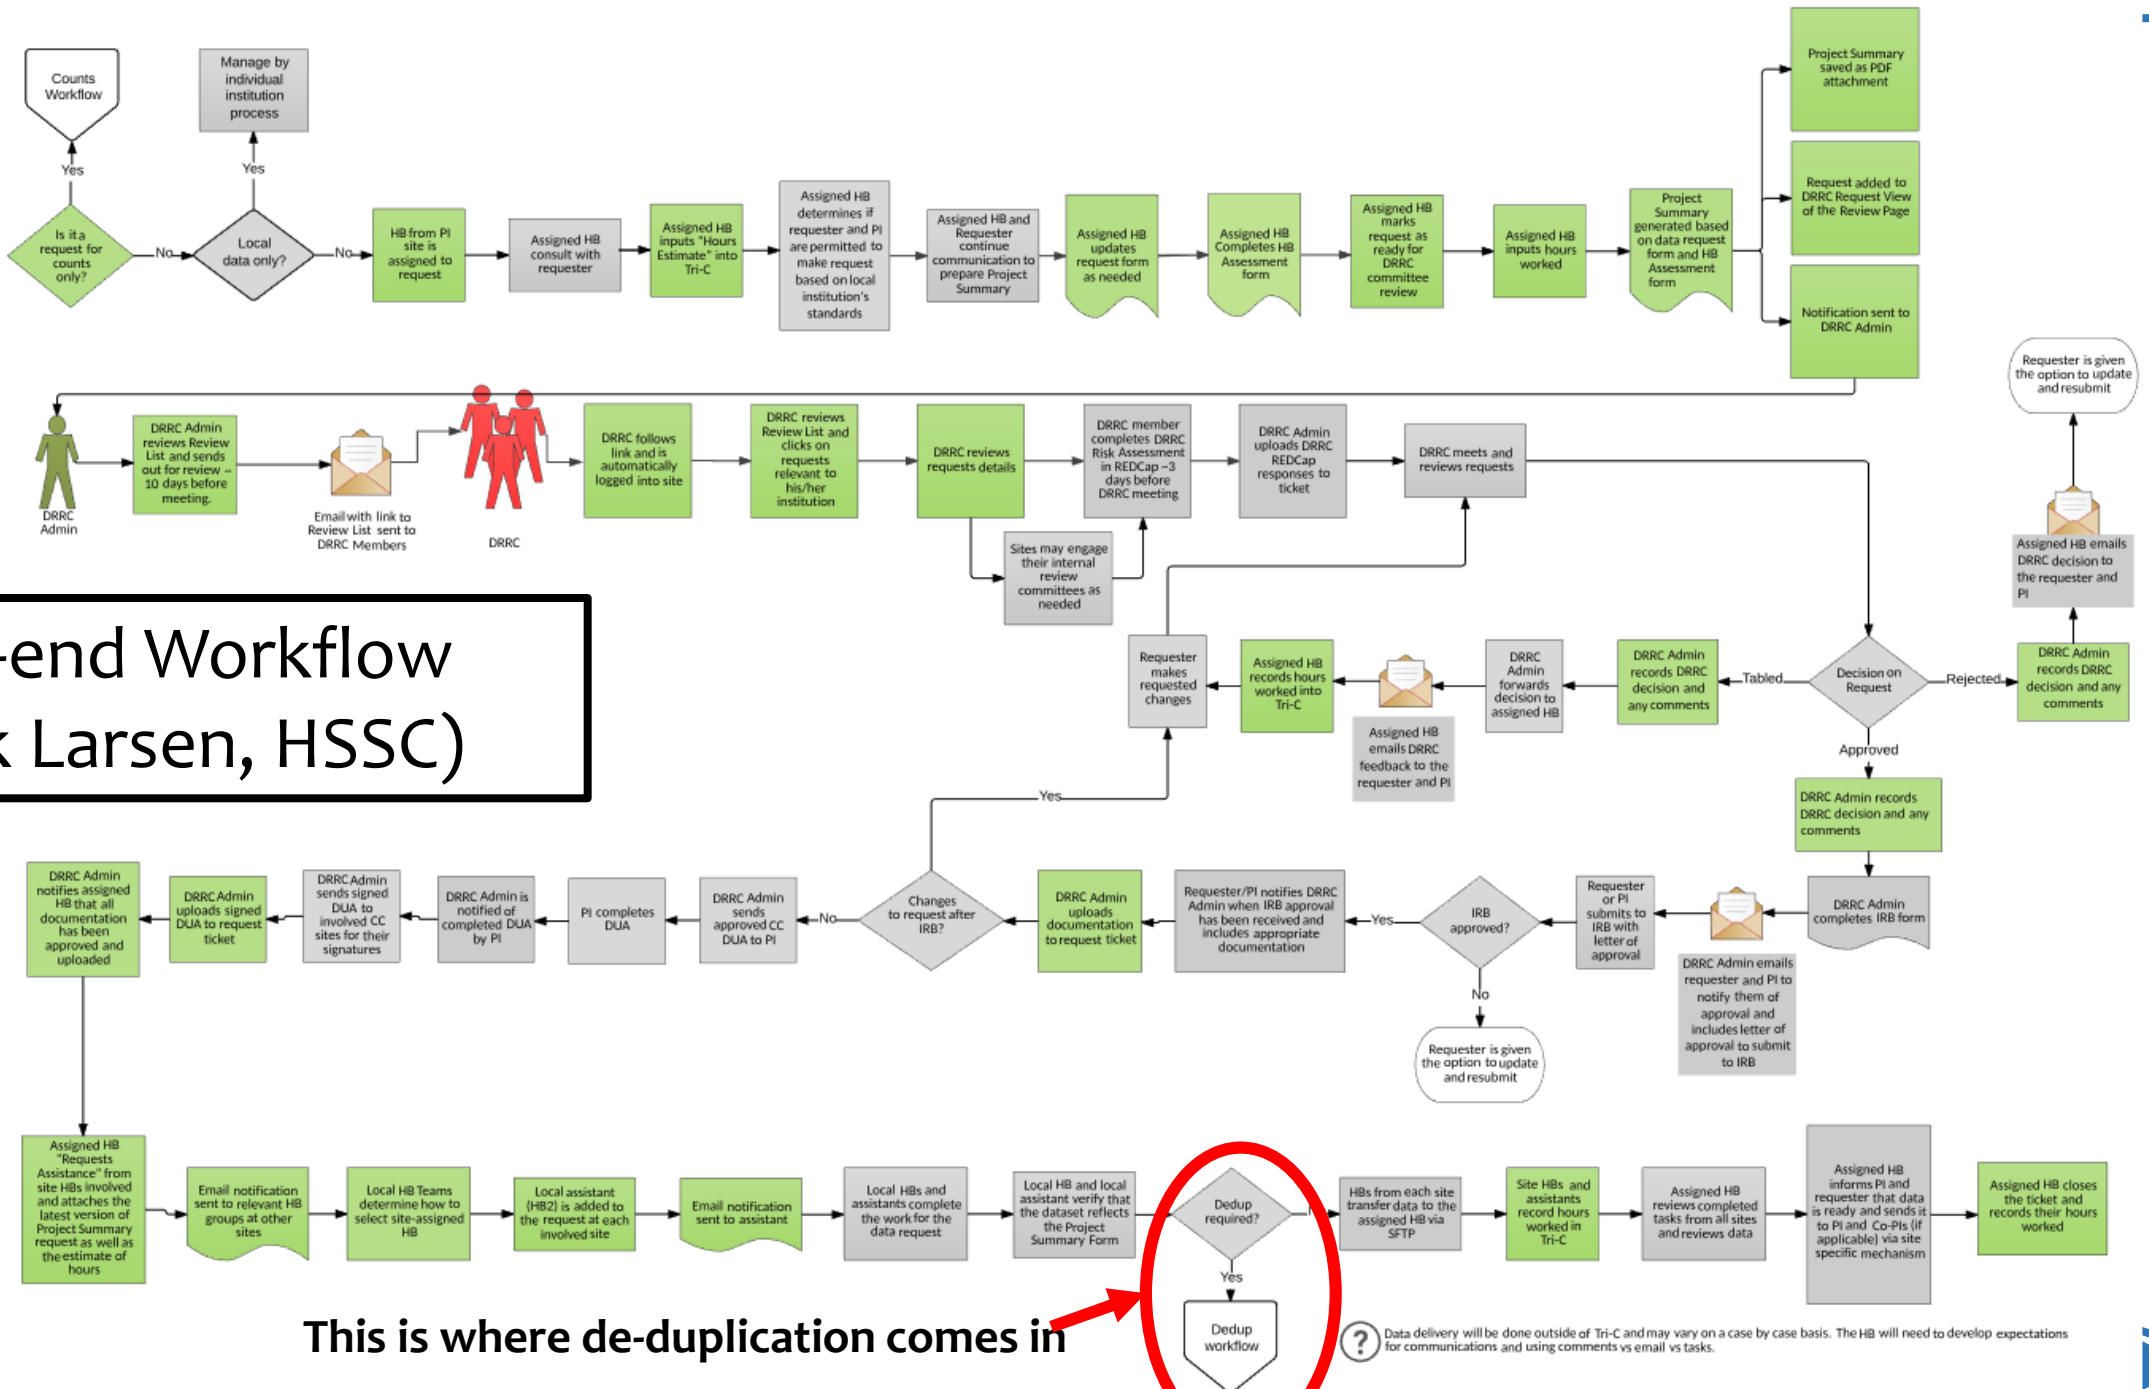 Counts
Workflow
Manage by
individual
institution
process
Project Summary
saved as PDF
attachment
Yes
Yes
Is it a
request for
counts
only?
No
Local
data only?
No
HB from PI
site is
assigned to
request
Assigned HB
consult with
requester
Assigned HB
inputs "Hours
Estimate" into
Tri-C
Assigned HB
determines if
requester and PI
are permitted to
make request
based on local
institution's
standards
Assigned HB and
Requester
continue
communication to
prepare Project
Summary
Assigned HB
updates
request form
as needed
Assigned HB
Completes HB
Assessment
form
Assigned HB
marks
request as
ready for
DRRC
committee
review
Assigned HB
inputs hours
worked
Project
Summary
generated based
on data request
form and HB
Assessment
form
Request added to
DRRC Request View
of the Review Page
Notification sent to
DRRC Admin
Requester is given
the option to update
and resubmit
DRRC
Admin
DRRC Admin
reviews Review
List and sends
out for review ~
10 days before
meeting.
Email with link to
Review List sent to
DRRC Members
DRRC
DRRC follows
link and is
automatically
logged into site
DRRC reviews
Review List and
clicks on
requests
relevant to
his/her
institution
DRRC reviews
requests details
DRRC member
completes DRRC
Risk Assessment
in REDCap ~3
days before
DRRC meeting
DRRC Admin
uploads DRRC
REDCap
responses to
ticket
DRRC meets and
reviews requests
Sites may engage
their internal
review
committees as
needed
Assigned HB emails
DRRC decision to
the requester and
PI
-end Workflow
k Larsen, HSSC)
Requester
makes
requested
changes
Assigned HB
records hours
worked into
Tri-C
Assigned HB
emails DRRC
feedback to the
requester and PI
DRRC
Admin
forwards
decision to
assigned HB
DRRC Admin
records DRRC
decision and
any comments
Tabled
Decision on
Request
Rejected
DRRC Admin
records DRRC
decision and any
comments
Approved
Yes
DRRC Admin records
DRRC decision and any
comments
DRRC Admin
notifies assigned
HB that all
documentation
has been
approved and
uploaded
DRRC Admin
uploads signed
DUA to request
ticket
DRRC Admin
sends signed
DUA to
involved CC
sites for their
signatures
DRRC Admin is
notified of
completed DUA
by PI
PI completes
DUA
DRRC Admin
sends
approved CC
DUA to PI
No
Changes
to request after
IRB?
DRRC Admin
uploads
documentation
to request ticket
Requester/PI notifies DRRC
Admin when IRB approval
has been received and
includes appropriate
documentation
Yes
IRB
approved?
Requester
or PI
submits to
IRB with
letter of
approval
DRRC Admin emails
requester and PI to
notify them of
approval and
includes letter of
approval to submit
to IRB
DRRC Admin
completes IRB form
No
Requester is given
the option to update
and resubmit
Assigned HB
"Requests
Assistance" from
site HBs involved
and attaches the
latest version of
Project Summary
request as well as
the estimate of
hours
Email notification
sent to relevant HB
groups at other
sites
Local HB Teams
determine how to
select site-assigned
HB
Local assistant
(HB2) is added to
the request at each
involved site
Email notification
sent to assistant
Local HBs and
assistants complete
the work for the
data request
Local HB and local
assistant verify that
the dataset reflects
the Project
Summary Form
Dedup
required?
HBs from each site
transfer data to the
assigned HB via
SFTP
Site HBs and
assistants
record hours
worked in
Tri-C
Assigned HB
reviews completed
tasks from all sites
and reviews data
Assigned HB
informs PI and
requester that data
is ready and sends it
to PI and Co-PIs (if
applicable) via site
specific mechanism
Assigned HB closes
the ticket and
records their hours
worked
Yes
Dedup
workflow
This is where de-duplication comes in
? Data delivery will be done outside of Tri-C and may vary on a case by case basis. The HB will need to develop expectations
for communications and using comments vs email vs tasks.